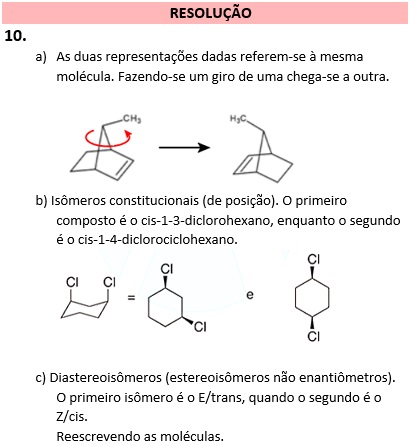 RESOLUÇÃO
10.
a) As duas representações dadas referem-se à mesma
molécula. Fazendo-se um giro de uma chega-se a outra.
CH₃ H₃C
b) Isômeros constitucionais (de posição). O primeiro
composto é o cis-1-3-diclorohexano, enquanto o segundo
é o cis-1-4-diclorociclohexano.
Cl Cl = Cl Cl e Cl Cl
c) Diastereoisômeros (estereoisômeros não enantiômetros).
O primeiro isômero é o E/trans, quando o segundo é o
Z/cis.
Reescrevendo as moléculas.